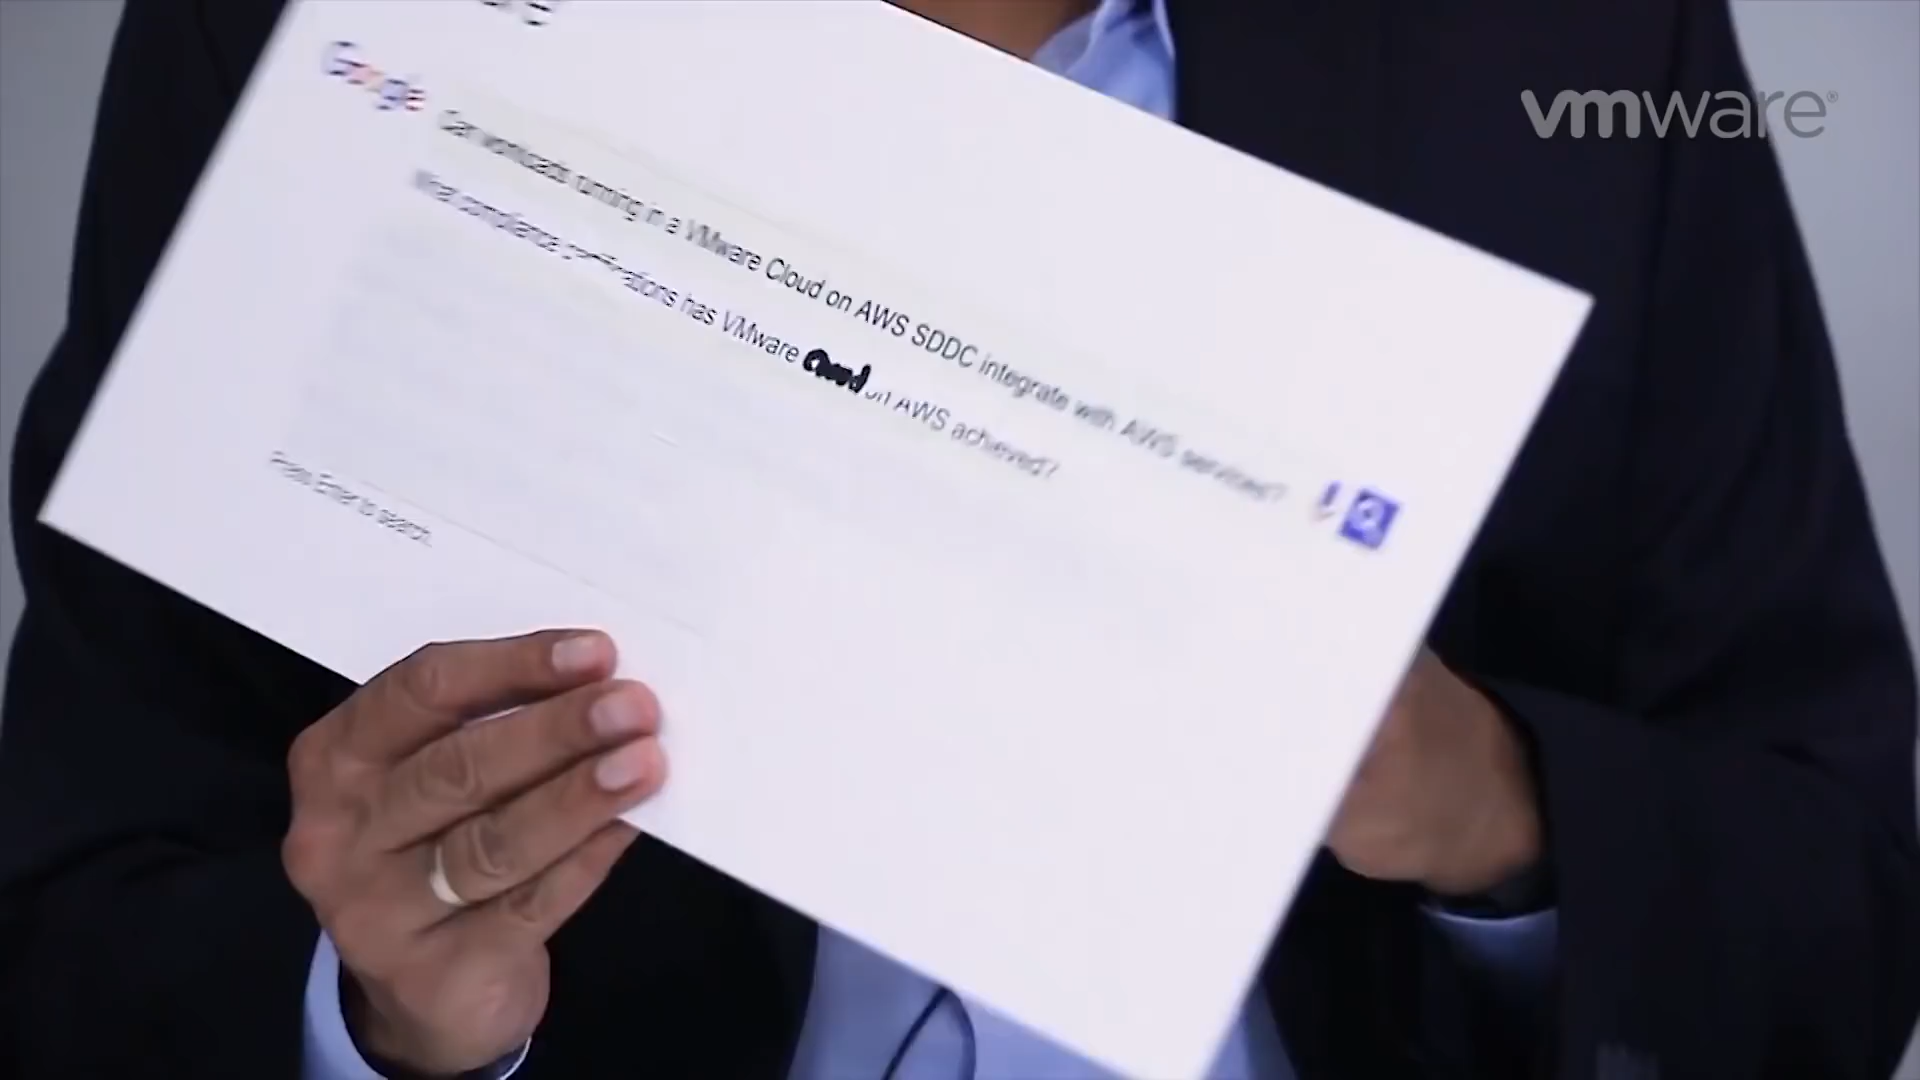 vmware®
Google
Can workloads running in a VMware Cloud on AWS SDDC integrate with AWS services?
What compliance certifications has VMware Cloud on AWS achieved?
Press Enter to search.